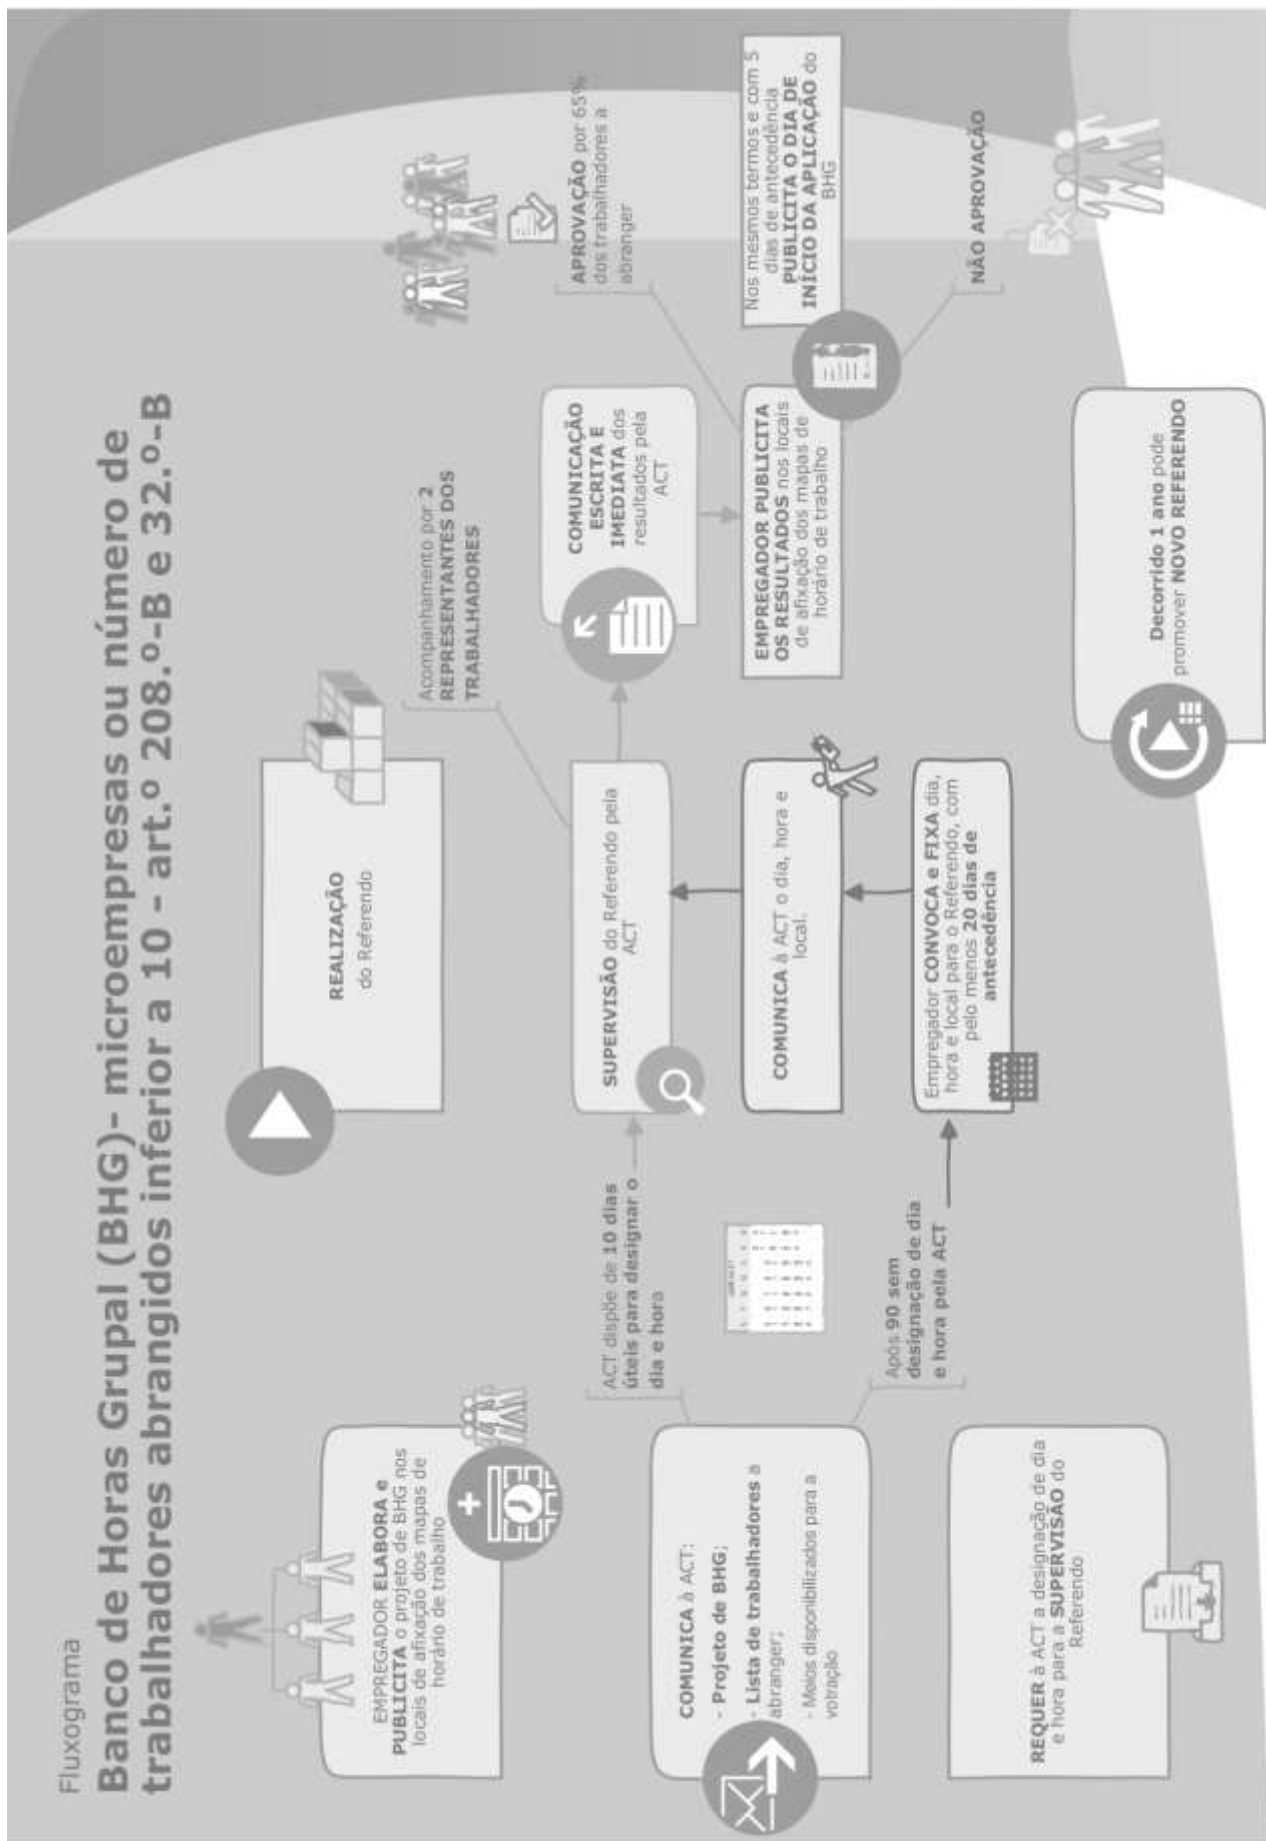 Fluxograma
Banco de Horas Grupal (BHG)- microempresas ou número de
trabalhadores abrangidos inferior a 10 – art.º 208.º-B e 32.º-B
EMPREGADOR ELABORA e
PUBLICITA o projeto de BHG nos
locais de afixação dos mapas de
horário de trabalho
COMUNICA à ACT:
- Projeto de BHG;
- Lista de trabalhadores a
abranger;
- Meios disponibilizados para a
votração
REQUER à ACT a designação de dia
e hora para a SUPERVISÃO do
Referendo
ACT dispõe de 10 dias
úteis para designar o
dia e hora
Após 90 sem
designação de dia
e hora pela ACT
REALIZAÇÃO
do Referendo
SUPERVISÃO do Referendo pela
ACT
COMUNICA à ACT o dia, hora e
local.
Empregador CONVOCA e FIXA dia,
hora e local para o Referendo, com
pelo menos 20 dias de
antecedência
Acompanhamento por 2
REPRESENTANTES DOS
TRABALHADORES
COMUNICAÇÃO
ESCRITA E
IMEDIATA dos
resultados pela
ACT
EMPREGADOR PUBLICITA
OS RESULTADOS nos locais
de afixação dos mapas de
horário de trabalho
Decorrido 1 ano pode
promover NOVO REFERENDO
APROVAÇÃO por 65%
dos trabalhadores a
abranger
Nos mesmos termos e com 5
dias de antecedência
PUBLICITA O DIA DE
INÍCIO DA APLICAÇÃO do
BHG
NÃO APROVAÇÃO